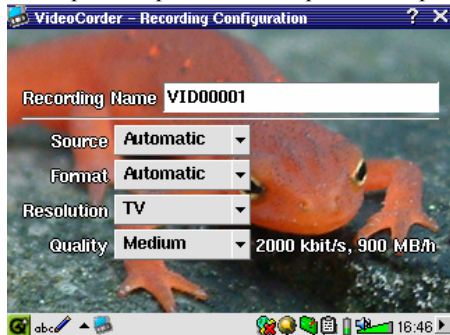 VideoCorder – Recording Configuration ? ×
Recording Name VID00001
Source Automatic
Format Automatic
Resolution TV
Quality Medium 2000 kbit/s, 900 MB/h
abc 16:46